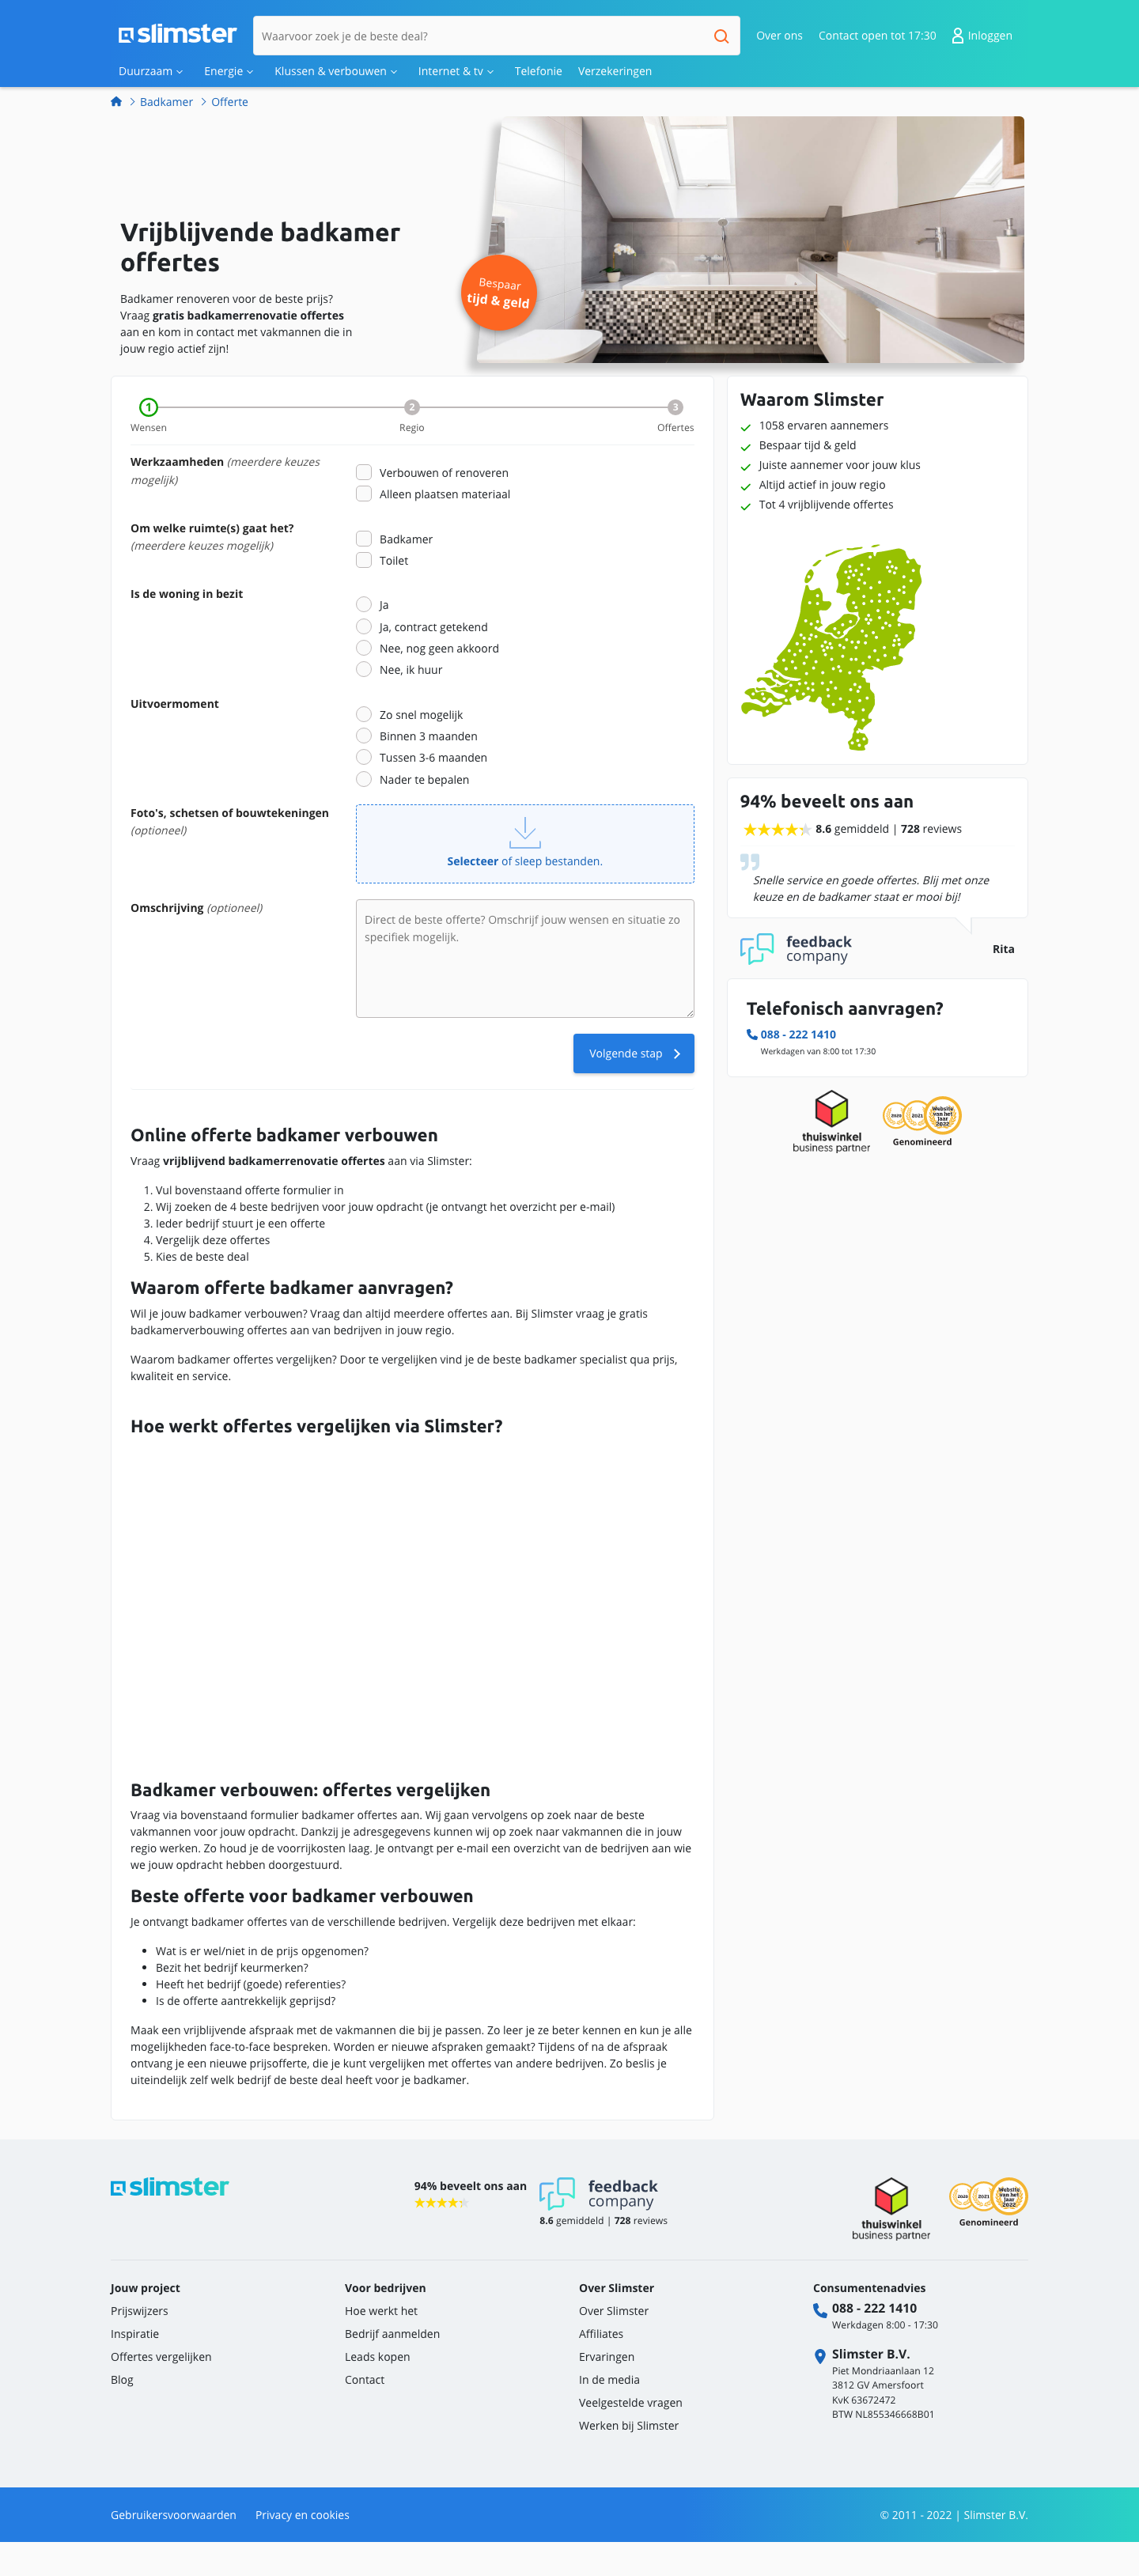 slimster
Waarvoor zoek je de beste deal?
Over ons
Contact open tot 17:30
Inloggen
Duurzaam
Energie
Klussen & verbouwen
Internet & tv
Telefonie
Verzekeringen
Badkamer
Offerte
Vrijblijvende badkamer
offertes
Badkamer renoveren voor de beste prijs?
Vraag gratis badkamerrenovatie offertes
aan en kom in contact met vakmannen die in
jouw regio actief zijn!
Bespaar
tijd & geld
1
2
3
Wensen
Regio
Offertes
Werkzaamheden (meerdere keuzes
mogelijk)
Verbouwen of renoveren
Alleen plaatsen materiaal
Om welke ruimte(s) gaat het?
(meerdere keuzes mogelijk)
Badkamer
Toilet
Is de woning in bezit
Ja
Ja, contract getekend
Nee, nog geen akkoord
Nee, ik huur
Uitvoermoment
Zo snel mogelijk
Binnen 3 maanden
Tussen 3-6 maanden
Nader te bepalen
Foto's, schetsen of bouwtekeningen
(optioneel)
Selecteer of sleep bestanden.
Omschrijving (optioneel)
Direct de beste offerte? Omschrijf jouw wensen en situatie zo
specifiek mogelijk.
Volgende stap
Waarom Slimster
1058 ervaren aannemers
Bespaar tijd & geld
Juiste aannemer voor jouw klus
Altijd actief in jouw regio
Tot 4 vrijblijvende offertes
94% beveelt ons aan
8.6 gemiddeld | 728 reviews
Snelle service en goede offertes. Blij met onze
keuze en de badkamer staat er mooi bij!
feedback
company
Rita
Telefonisch aanvragen?
088 - 222 1410
Werkdagen van 8:00 tot 17:30
thuiswinkel
business partner
2020
2021
Website
van het
Jaar
2022
Genomineerd
Online offerte badkamer verbouwen
Vraag vrijblijvend badkamerrenovatie offertes aan via Slimster:
1. Vul bovenstaand offerte formulier in
2. Wij zoeken de 4 beste bedrijven voor jouw opdracht (je ontvangt het overzicht per e-mail)
3. Ieder bedrijf stuurt je een offerte
4. Vergelijk deze offertes
5. Kies de beste deal
Waarom offerte badkamer aanvragen?
Wil je jouw badkamer verbouwen? Vraag dan altijd meerdere offertes aan. Bij Slimster vraag je gratis
badkamerverbouwing offertes aan van bedrijven in jouw regio.
Waarom badkamer offertes vergelijken? Door te vergelijken vind je de beste badkamer specialist qua prijs,
kwaliteit en service.
Hoe werkt offertes vergelijken via Slimster?
Badkamer verbouwen: offertes vergelijken
Vraag via bovenstaand formulier badkamer offertes aan. Wij gaan vervolgens op zoek naar de beste
vakmannen voor jouw opdracht. Dankzij je adresgegevens kunnen wij op zoek naar vakmannen die in jouw
regio werken. Zo houd je de voorrijkosten laag. Je ontvangt per e-mail een overzicht van de bedrijven aan wie
we jouw opdracht hebben doorgestuurd.
Beste offerte voor badkamer verbouwen
Je ontvangt badkamer offertes van de verschillende bedrijven. Vergelijk deze bedrijven met elkaar:
Wat is er wel/niet in de prijs opgenomen?
Bezit het bedrijf keurmerken?
Heeft het bedrijf (goede) referenties?
Is de offerte aantrekkelijk geprijsd?
Maak een vrijblijvende afspraak met de vakmannen die bij je passen. Zo leer je ze beter kennen en kun je alle
mogelijkheden face-to-face bespreken. Worden er nieuwe afspraken gemaakt? Tijdens of na de afspraak
ontvang je een nieuwe prijsofferte, die je kunt vergelijken met offertes van andere bedrijven. Zo beslis je
uiteindelijk zelf welk bedrijf de beste deal heeft voor je badkamer.
slimster
94% beveelt ons aan
feedback
company
8.6 gemiddeld | 728 reviews
thuiswinkel
business partner
2020
2021
Website
van het
Jaar
2022
Genomineerd
Jouw project
Prijswijzers
Inspiratie
Offertes vergelijken
Blog
Voor bedrijven
Hoe werkt het
Bedrijf aanmelden
Leads kopen
Contact
Over Slimster
Over Slimster
Affiliates
Ervaringen
In de media
Veelgestelde vragen
Werken bij Slimster
Consumentenadvies
088 - 222 1410
Werkdagen 8:00 - 17:30
Slimster B.V.
Piet Mondriaanlaan 12
3812 GV Amersfoort
KvK 63672472
BTW NL855346668B01
Gebruikersvoorwaarden
Privacy en cookies
© 2011 - 2022 | Slimster B.V.